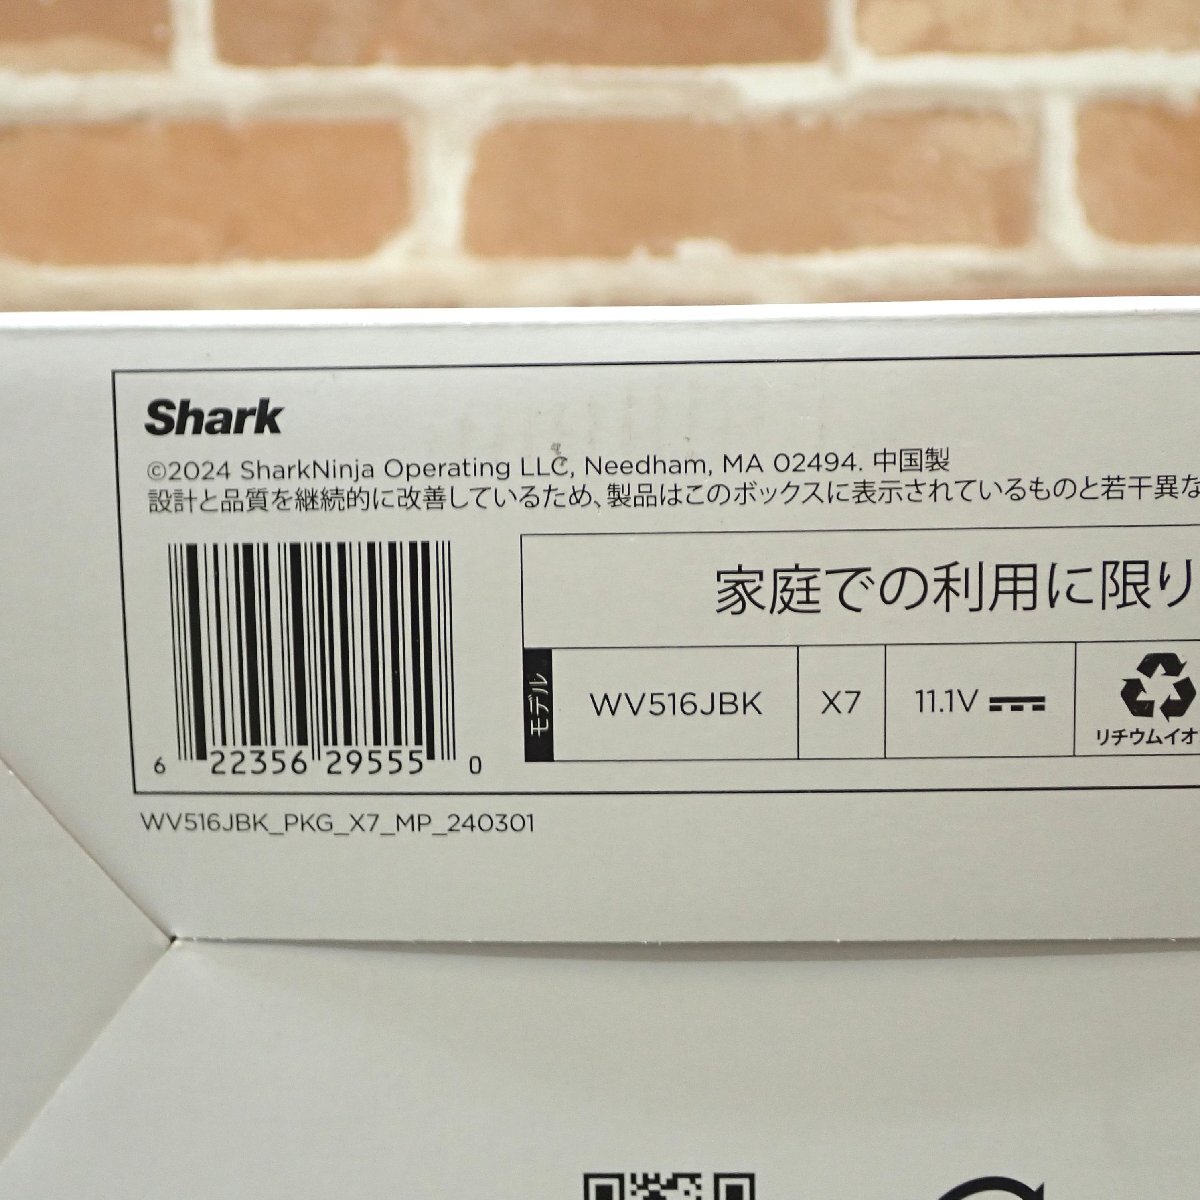 Shark
©2024 SharkNinja Operating LLC, Needham, MA 02494. 中国製
設計と品質を継続的に改善しているため、製品はこのボックスに表示されているものと若干異な
家庭での利用に限り
モデル
WV516JBK
X7
11.1V
リチウムイオ
6 22356 29555 0
WV516JBK_PKG_X7_MP_240301